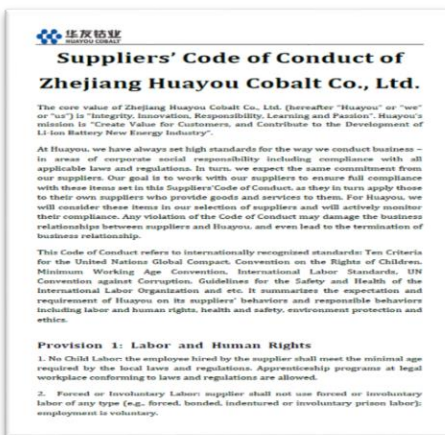 华友钴业
HUAYOU COBALT
Suppliers' Code of Conduct of
Zhejiang Huayou Cobalt Co., Ltd.
The core value of Zhejiang Huayou Cobalt Co., Ltd. (hereafter "Huayou" or "we"
or "us") is "Integrity, Innovation, Responsibility, Learning and Passion". Huayou's
mission is "Create Value for Customers, and Contribute to the Development of
Li-ion Battery New Energy Industry".
At Huayou, we have always set high standards for the way we conduct business –
in areas of corporate social responsibility including compliance with all
applicable laws and regulations. In turn, we expect the same commitment from
our suppliers. Our goal is to work with our suppliers to ensure full compliance
with these items set in this Suppliers'Code of Conduct, as they in turn apply those
to their own suppliers who provide goods and services to them. For Huayou, we
will consider these items in our selection of suppliers and will actively monitor
their compliance. Any violation of the Code of Conduct may damage the business
relationships between suppliers and Huayou, and even lead to the termination of
business relationship.
This Code of Conduct refers to internationally recognized standards: Ten Criteria
for the United Nations Global Compact, Convention on the Rights of Children,
Minimum Working Age Convention, International Labor Standards, UN
Convention against Corruption, Guidelines for the Safety and Health of the
International Labor Organization and etc. It summarizes the expectation and
requirement of Huayou on its suppliers' behaviors and responsible behaviors
including labor and human rights, health and safety, environment protection and
ethics.
Provision 1: Labor and Human Rights
1. No Child Labor: the employee hired by the supplier shall meet the minimal age
required by the local laws and regulations. Apprenticeship programs at legal
workplace conforming to laws and regulations are allowed.
2. Forced or Involuntary Labor: supplier shall not use forced or involuntary
labor of any type (e.g., forced, bonded, indentured or involuntary prison labor);
employment is voluntary.